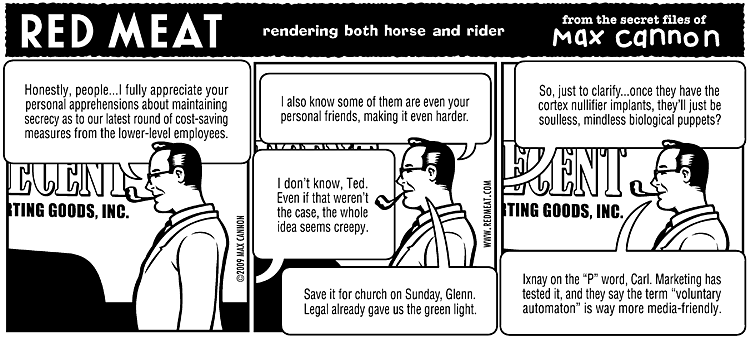 RED MEAT
rendering both horse and rider
from the secret files of
Max Cannon
Honestly, people...I fully appreciate your
personal apprehensions about maintaining
secrecy as to our latest round of cost-saving
measures from the lower-level employees.
ECENT
RTING GOODS, INC.
©2009 MAX CANNON
I also know some of them are even your
personal friends, making it even harder.
I don't know, Ted.
Even if that weren't
the case, the whole
idea seems creepy.
Save it for church on Sunday, Glenn.
Legal already gave us the green light.
WWW.REDMEAT.COM
So, just to clarify...once they have the
cortex nullifier implants, they'll just be
soulless, mindless biological puppets?
ECENT
RTING GOODS, INC.
Ixnay on the "P" word, Carl. Marketing has
tested it, and they say the term "voluntary
automaton" is way more media-friendly.